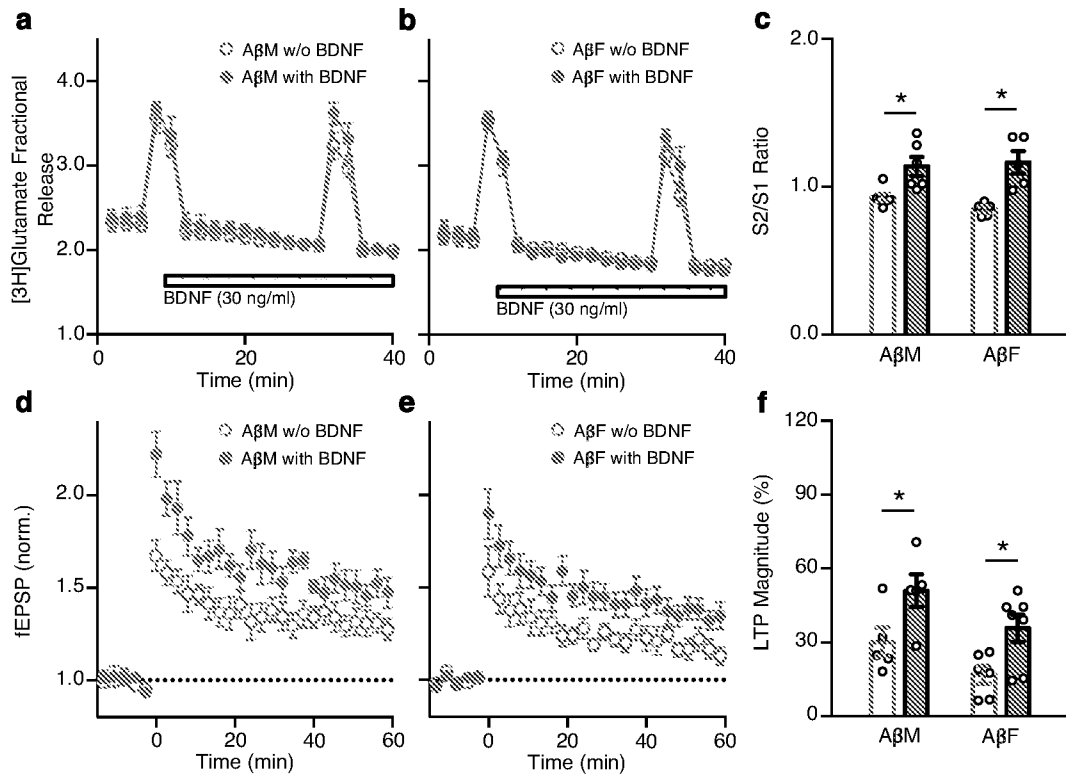 a
AβM w/o BDNF
AβM with BDNF
[3H]Glutamate Fractional
Release
4.0
3.0
2.0
1.0
BDNF (30 ng/ml)
0
20
40
Time (min)
b
AβF w/o BDNF
AβF with BDNF
BDNF (30 ng/ml)
0
20
40
Time (min)
c
S2/S1 Ratio
2.0
1.0
0.0
*
*
AβM
AβF
d
AβM w/o BDNF
AβM with BDNF
fEPSP (norm.)
2.0
1.5
1.0
0
20
40
60
Time (min)
e
AβF w/o BDNF
AβF with BDNF
0
20
40
60
Time (min)
f
LTP Magnitude (%)
120
90
60
30
0
*
*
AβM
AβF